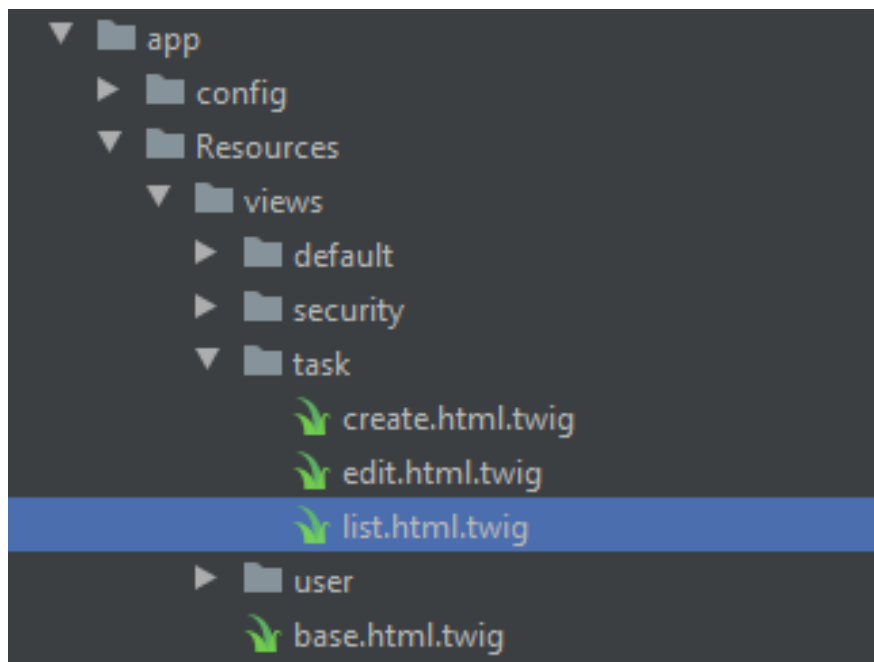 app
config
Resources
views
default
security
task
create.html.twig
edit.html.twig
list.html.twig
user
base.html.twig